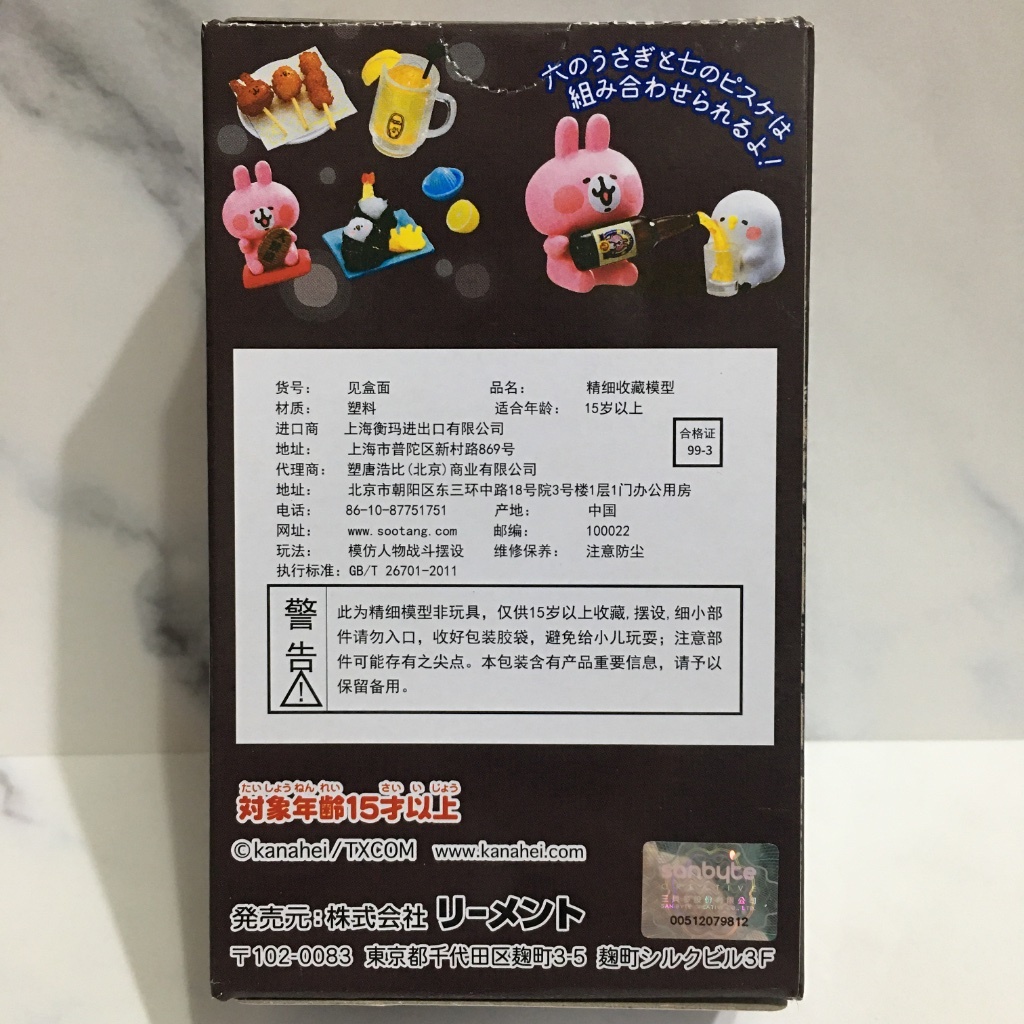 六のうさぎと七のピスケは
組み合わせられるよ！
货号： 见盒面 品名： 精细收藏模型
材质： 塑料 适合年龄： 15岁以上
进口商 上海衡玛进出口有限公司
地址： 上海市普陀区新村路869号
合格证
99-3
代理商： 塑唐浩比(北京)商业有限公司
地址： 北京市朝阳区东三环中路18号院3号楼1层1门办公用房
电话： 86-10-87751751 产地： 中国
网址： www.sootang.com 邮编： 100022
玩法： 模仿人物战斗摆设 维修保养： 注意防尘
执行标准：GB/T 26701-2011
警告
此为精细模型非玩具，仅供15岁以上收藏,摆设,细小部
件请勿入口，收好包装胶袋，避免给小儿玩耍；注意部
件可能存有之尖点。本包装含有产品重要信息，请予以
保留备用。
たいしょうねんれい さいいじょう
対象年齢15才以上
©kanahei/TXCOM www.kanahei.com
sanbyte
00512079812
発売元：株式会社 リーメント
〒102-0083 東京都千代田区麹町3-5 麹町シルクビル3F